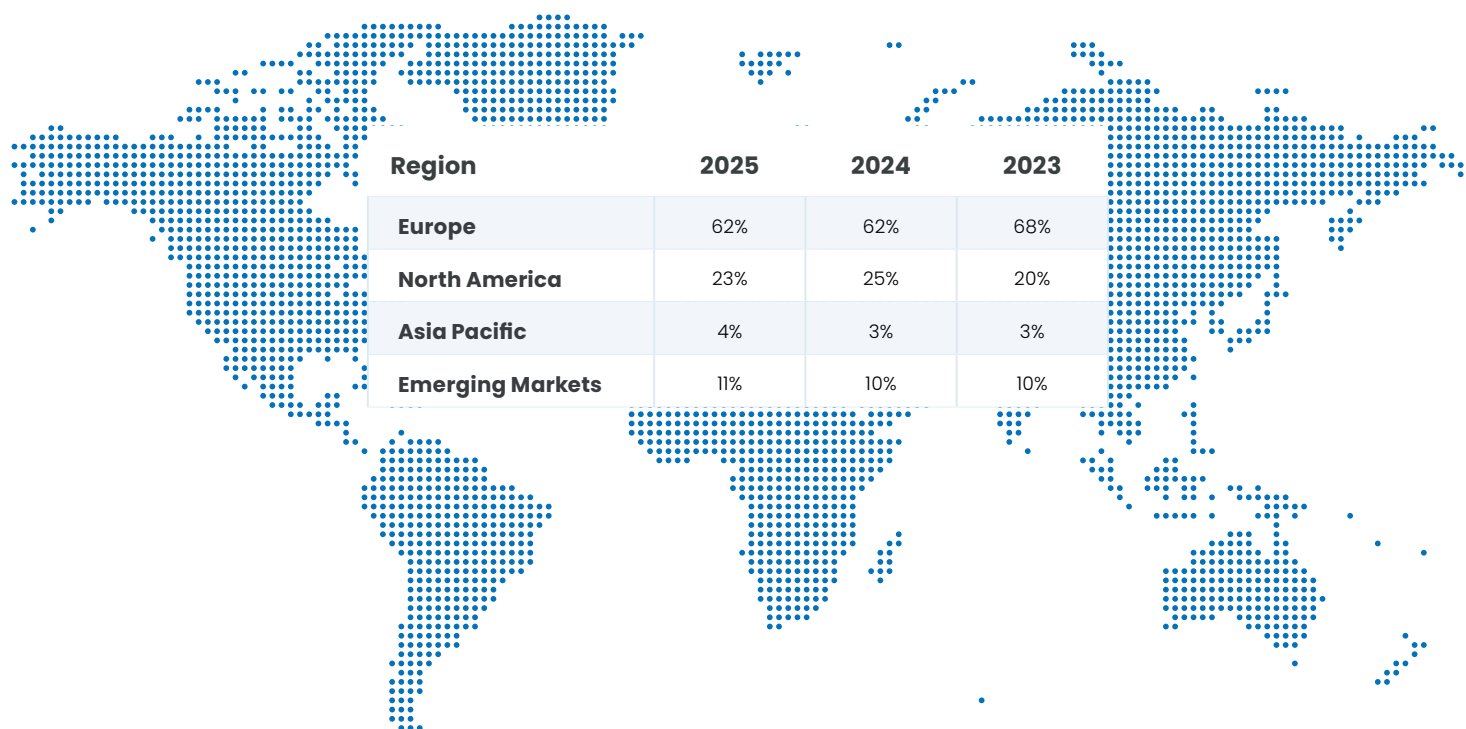 Region 2025 2024 2023
Europe 62% 62% 68%
North America 23% 25% 20%
Asia Pacific 4% 3% 3%
Emerging Markets 11% 10% 10%